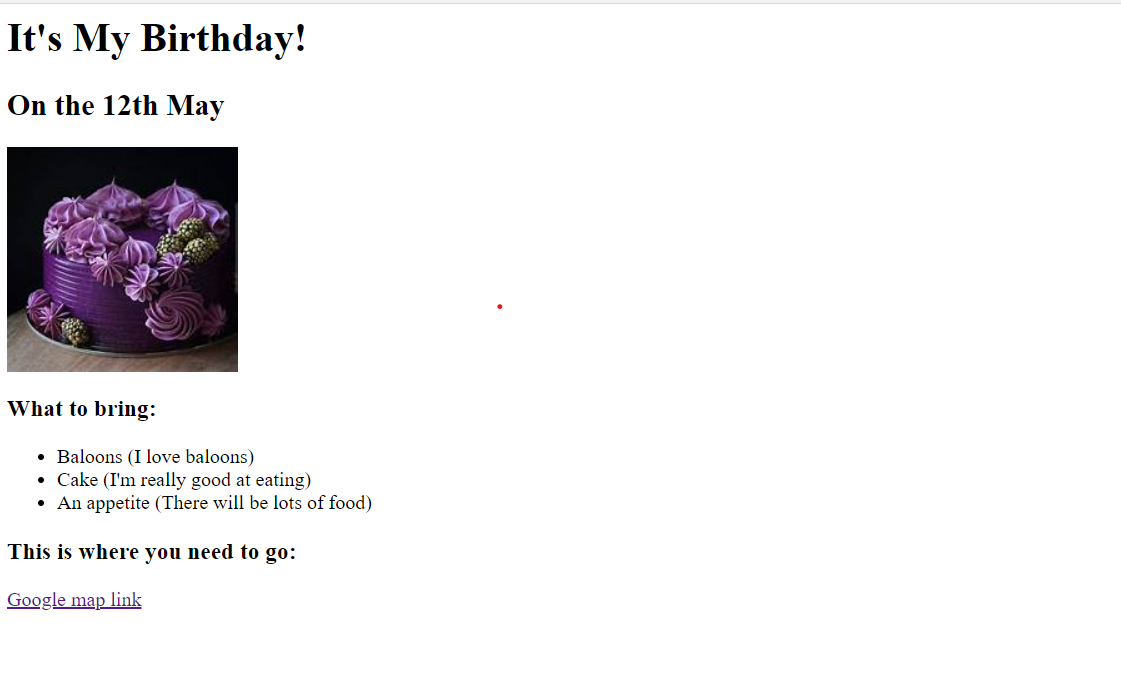 It's My Birthday!
On the 12th May
What to bring:
Baloons (I love baloons)
Cake (I'm really good at eating)
An appetite (There will be lots of food)
This is where you need to go:
Google map link